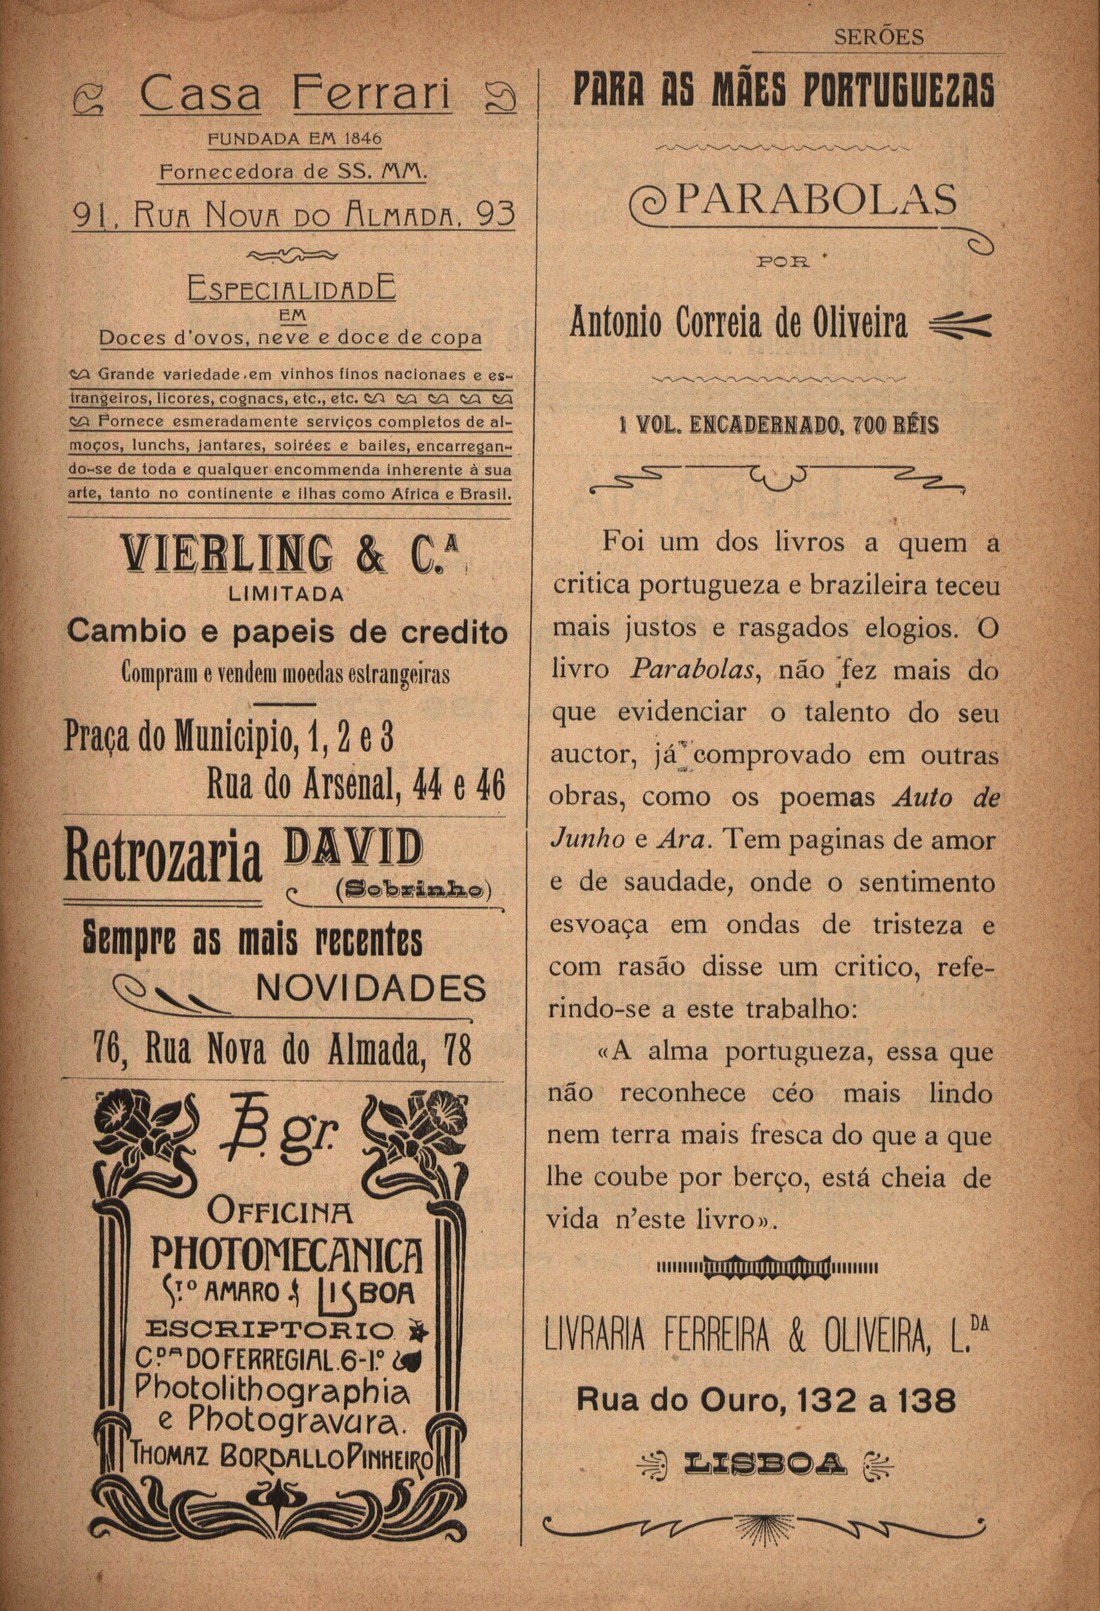 SERÕES
Casa Ferrari
FUNDADA EM 1846
Fornecedora de SS. MM.
91, RUA NOVA DO ALMADA, 93
ESPECIALIDADE
EM
Doces d'ovos, neve e doce de copa
Grande variedade em vinhos finos nacionaes e es-
trangeiros, licores, cognacs, etc., etc.
Fornece esmeradamente serviços completos de al-
moços, lunchs, jantares, soirées e bailes, encarregan-
do-se de toda e qualquer encommenda inherente á sua
arte, tanto no continente e ilhas como Africa e Brasil.
VIERLING & C.ᴬ
LIMITADA
Cambio e papeis de credito
Compram e vendem moedas estrangeiras
Praça do Municipio, 1, 2 e 3
Rua do Arsenal, 44 e 46
Retrozaria DAVID
(Sobrinho)
Sempre as mais recentes
NOVIDADES
76, Rua Nova do Almada, 78
TB. gr.
OFFICINA
PHOTOMECANICA
Sᵀ.º AMARO LISBOA
ESCRIPTORIO
C.ᴰᴬ DO FERREGIAL.6-1.º
Photolithographia
e Photogravura.
THOMAZ BORDALLO PINHEIRO
PARA AS MÃES PORTUGUEZAS
PARABOLAS
POR
Antonio Correia de Oliveira
1 VOL. ENCADERNADO, 700 RÉIS
Foi um dos livros a quem a
critica portugueza e brazileira teceu
mais justos e rasgados elogios. O
livro Parabolas, não fez mais do
que evidenciar o talento do seu
auctor, já comprovado em outras
obras, como os poemas Auto de
Junho e Ara. Tem paginas de amor
e de saudade, onde o sentimento
esvoaça em ondas de tristeza e
com rasão disse um critico, refe-
rindo-se a este trabalho:
«A alma portugueza, essa que
não reconhece céo mais lindo
nem terra mais fresca do que a que
lhe coube por berço, está cheia de
vida n'este livro».
LIVRARIA FERREIRA & OLIVEIRA, L.ᴰᴬ
Rua do Ouro, 132 a 138
LISBOA